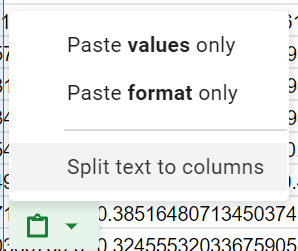 Paste values only
Paste format only
Split text to columns
0.38516480713450374
0.32455532033675905